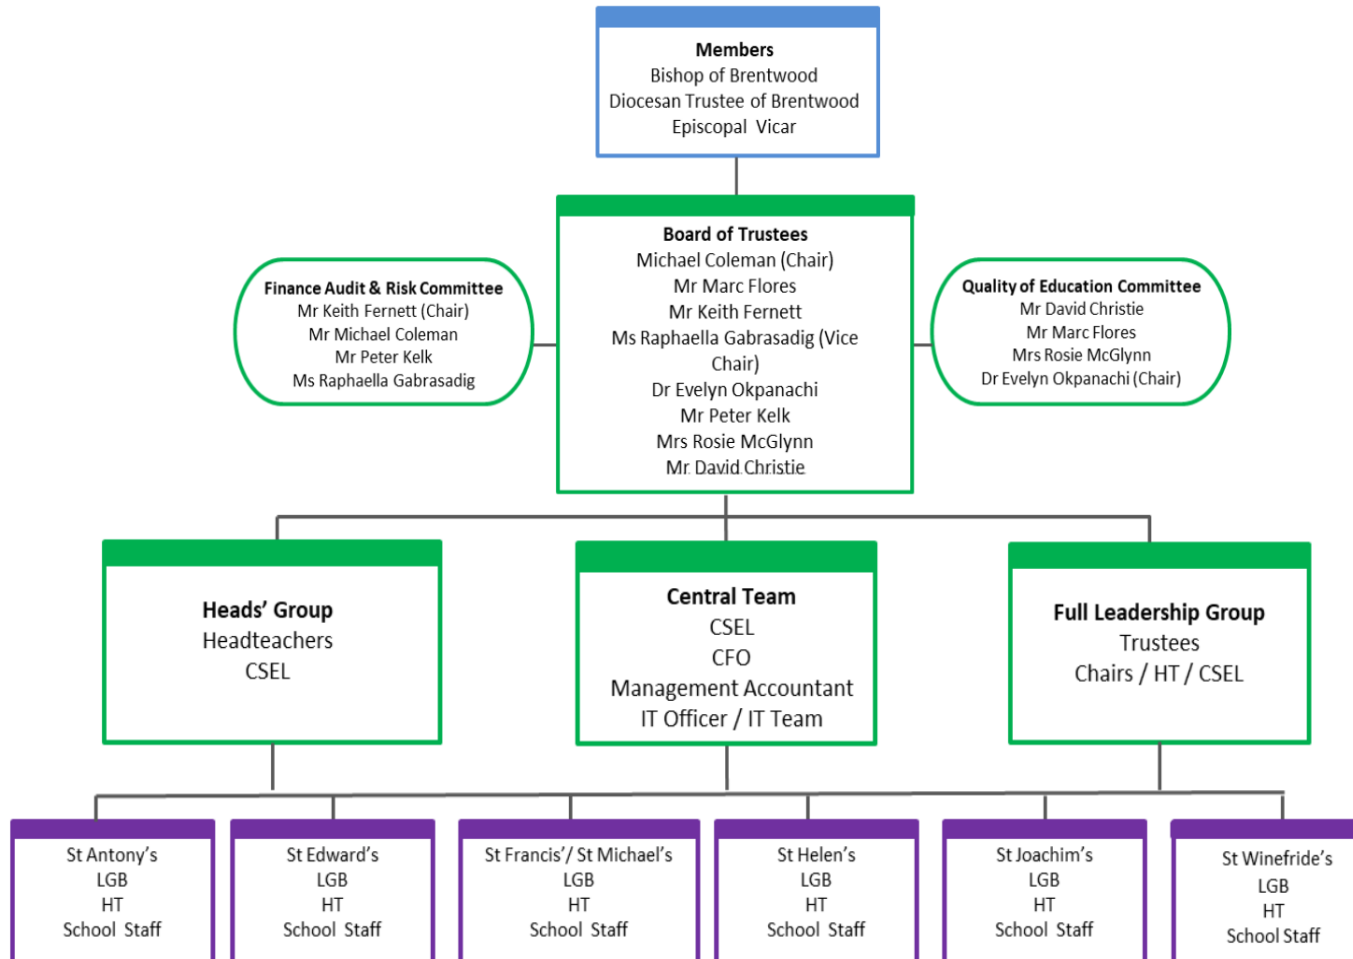 Members
Bishop of Brentwood
Diocesan Trustee of Brentwood
Episcopal Vicar
Board of Trustees
Michael Coleman (Chair)
Mr Marc Flores
Mr Keith Fernett
Ms Raphaella Gabrasadig (Vice
Chair)
Dr Evelyn Okpanachi
Mr Peter Kelk
Mrs Rosie McGlynn
Mr David Christie
Finance Audit & Risk Committee
Mr Keith Fernett (Chair)
Mr Michael Coleman
Mr Peter Kelk
Ms Raphaella Gabrasadig
Quality of Education Committee
Mr David Christie
Mr Marc Flores
Mrs Rosie McGlynn
Dr Evelyn Okpanachi (Chair)
Heads’ Group
Headteachers
CSEL
Central Team
CSEL
CFO
Management Accountant
IT Officer / IT Team
Full Leadership Group
Trustees
Chairs / HT / CSEL
St Antony’s
LGB
HT
School Staff
St Edward’s
LGB
HT
School Staff
St Francis’/ St Michael’s
LGB
HT
School Staff
St Helen’s
LGB
HT
School Staff
St Joachim’s
LGB
HT
School Staff
St Winefride’s
LGB
HT
School Staff